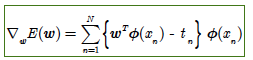 ∇_w E(w) = ∑_{n=1}^{N} {w^T ϕ(x_n) - t_n} ϕ(x_n)